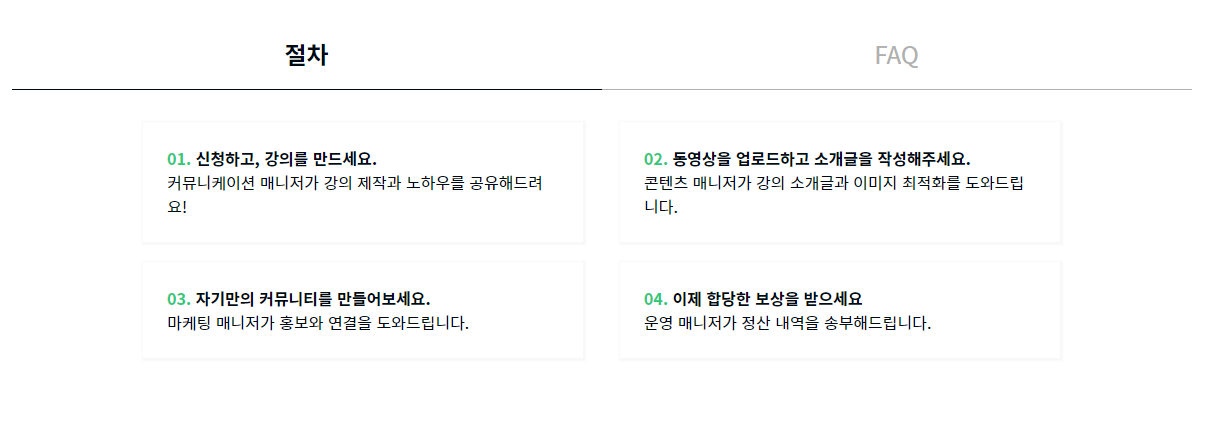 절차
FAQ
01. 신청하고, 강의를 만드세요.
커뮤니케이션 매니저가 강의 제작과 노하우를 공유해드려
요!
02. 동영상을 업로드하고 소개글을 작성해주세요.
콘텐츠 매니저가 강의 소개글과 이미지 최적화를 도와드립
니다.
03. 자기만의 커뮤니티를 만들어보세요.
마케팅 매니저가 홍보와 연결을 도와드립니다.
04. 이제 합당한 보상을 받으세요
운영 매니저가 정산 내역을 송부해드립니다.